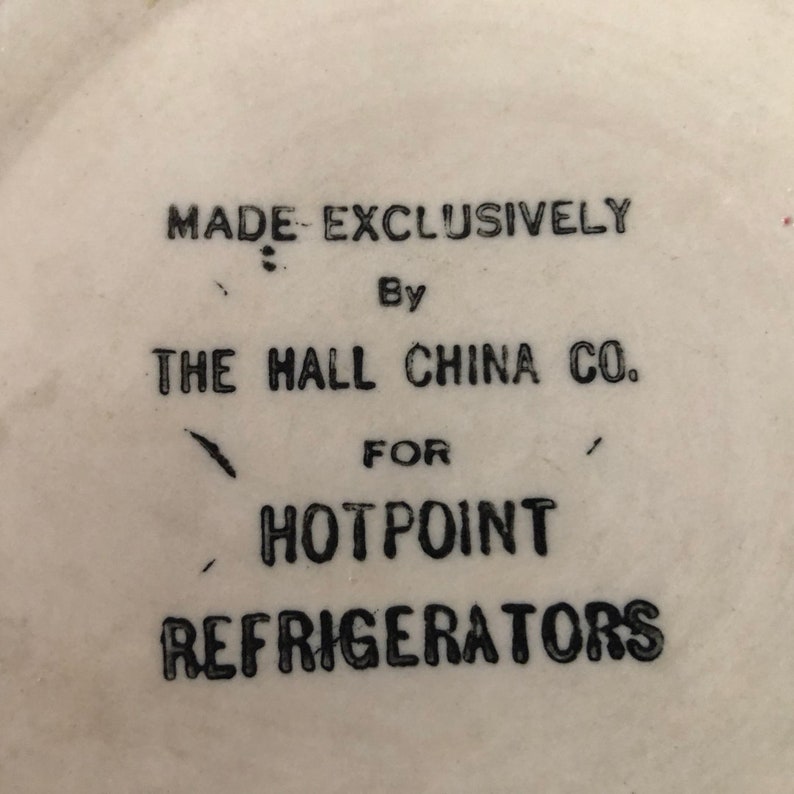 MADE EXCLUSIVELY
By
THE HALL CHINA CO.
FOR
HOTPOINT
REFRIGERATORS